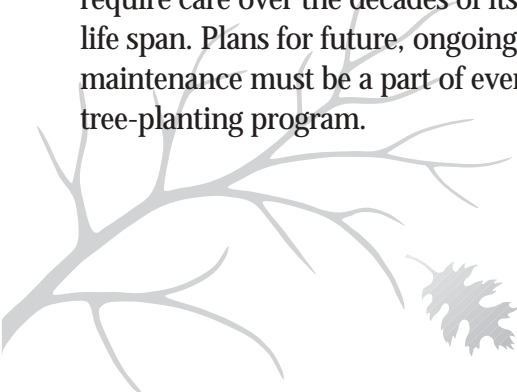 require care over the decades of its
life span. Plans for future, ongoing
maintenance must be a part of ever
tree-planting program.